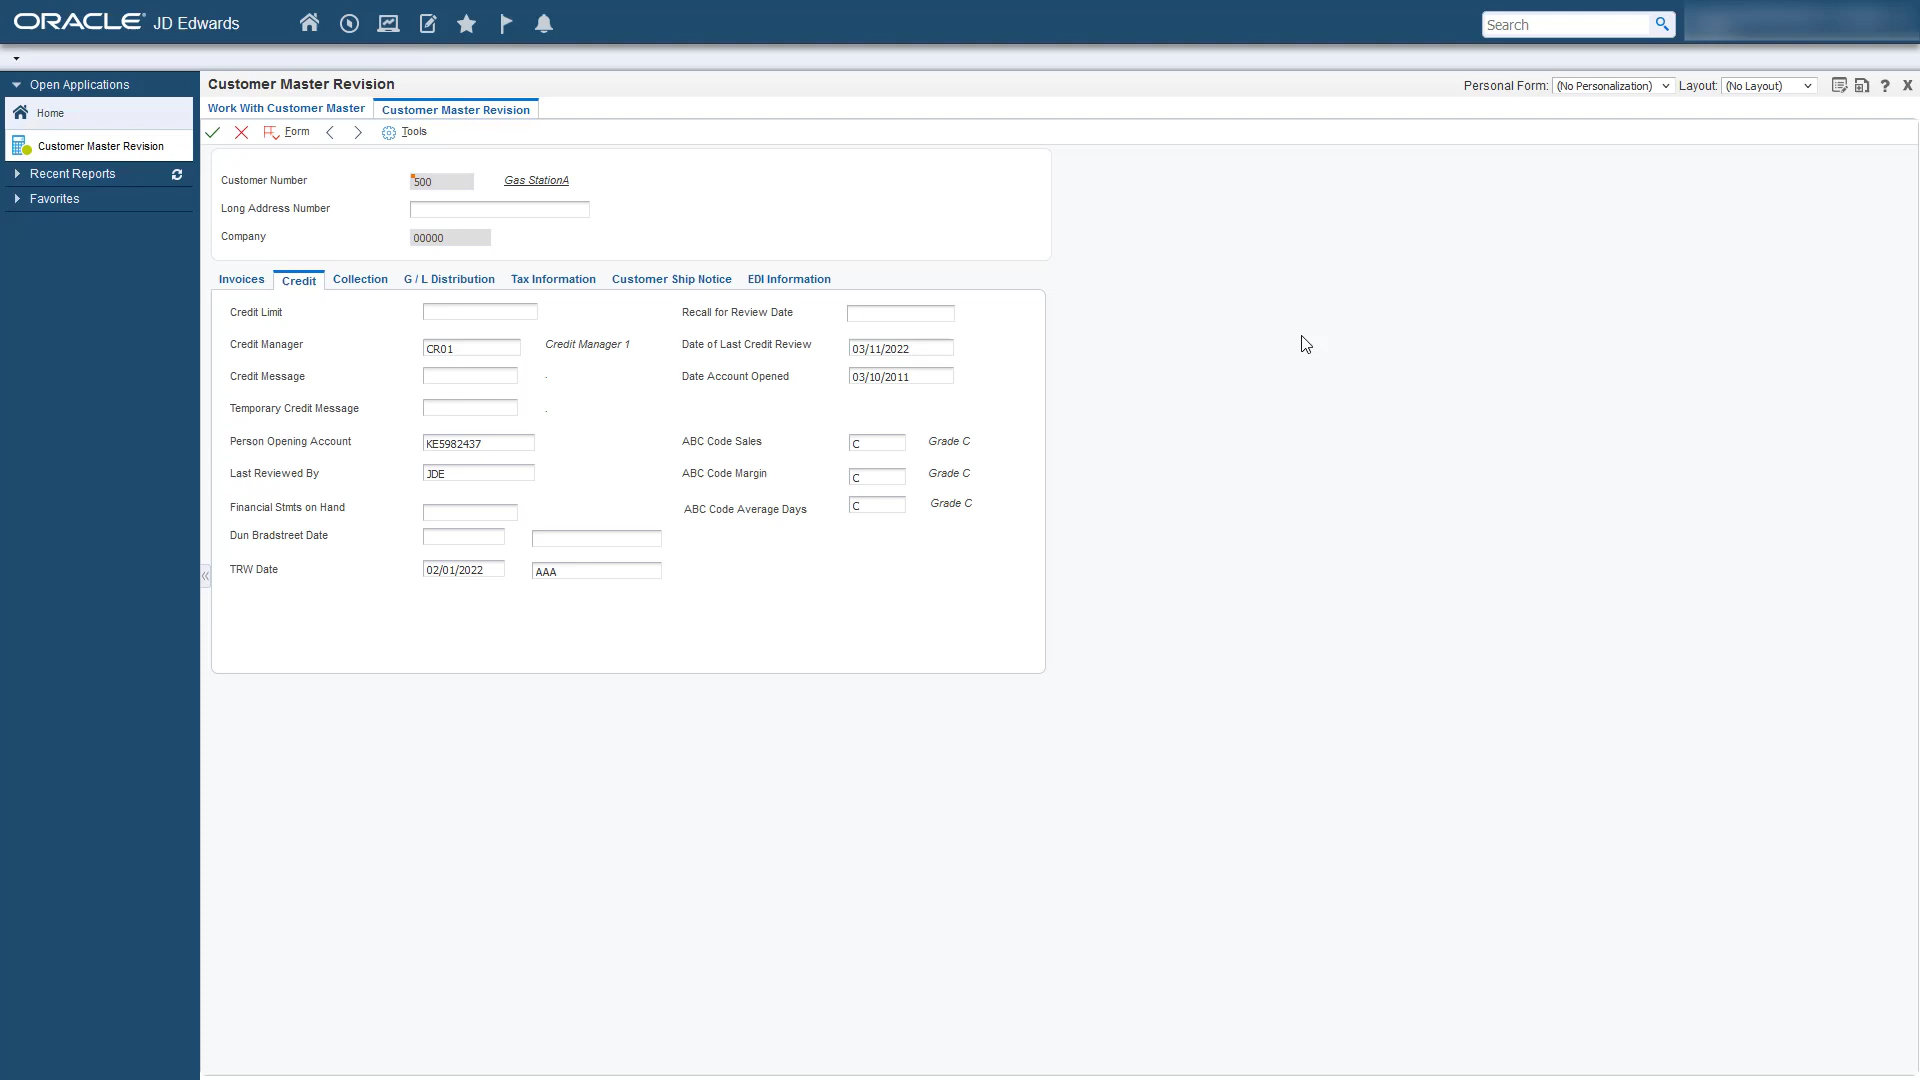 ORACLE JD Edwards
Search
Open Applications
Home
Customer Master Revision
Recent Reports
Favorites
Customer Master Revision
Personal Form: (No Personalization) Layout: (No Layout) ? X
Work With Customer Master Customer Master Revision
Form Tools
Customer Number 500 Gas StationA
Long Address Number
Company 00000
Invoices Credit Collection G / L Distribution Tax Information Customer Ship Notice EDI Information
Credit Limit Recall for Review Date
Credit Manager CR01 Credit Manager 1 Date of Last Credit Review 03/11/2022
Credit Message . Date Account Opened 03/10/2011
Temporary Credit Message .
Person Opening Account KE5982437 ABC Code Sales C Grade C
Last Reviewed By JDE ABC Code Margin C Grade C
Financial Stmts on Hand ABC Code Average Days C Grade C
Dun Bradstreet Date
TRW Date 02/01/2022 AAA